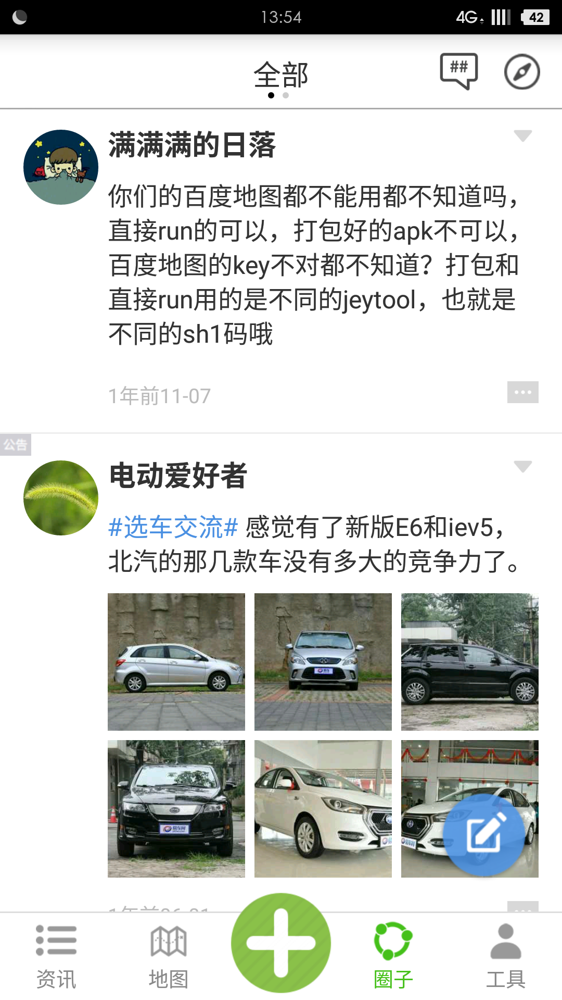 13:54
4G
42
全部
##
满满满的日落
你们的百度地图都不能用都不知道吗，
直接run的可以，打包好的apk不可以，
百度地图的key不对都不知道？打包和
直接run用的是不同的jeytool，也就是
不同的sh1码哦
1年前11-07
公告
电动爱好者
#选车交流# 感觉有了新版E6和iev5，
北汽的那几款车没有多大的竞争力了。
易车网
资讯
地图
圈子
工具